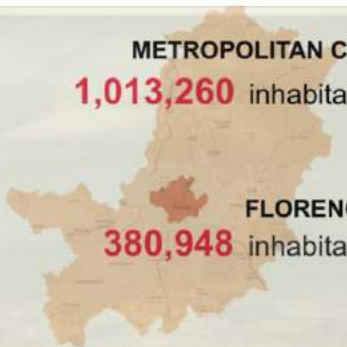 METROPOLITAN C
1,013,260 inhabita
FLORENC
380,948 inhabita